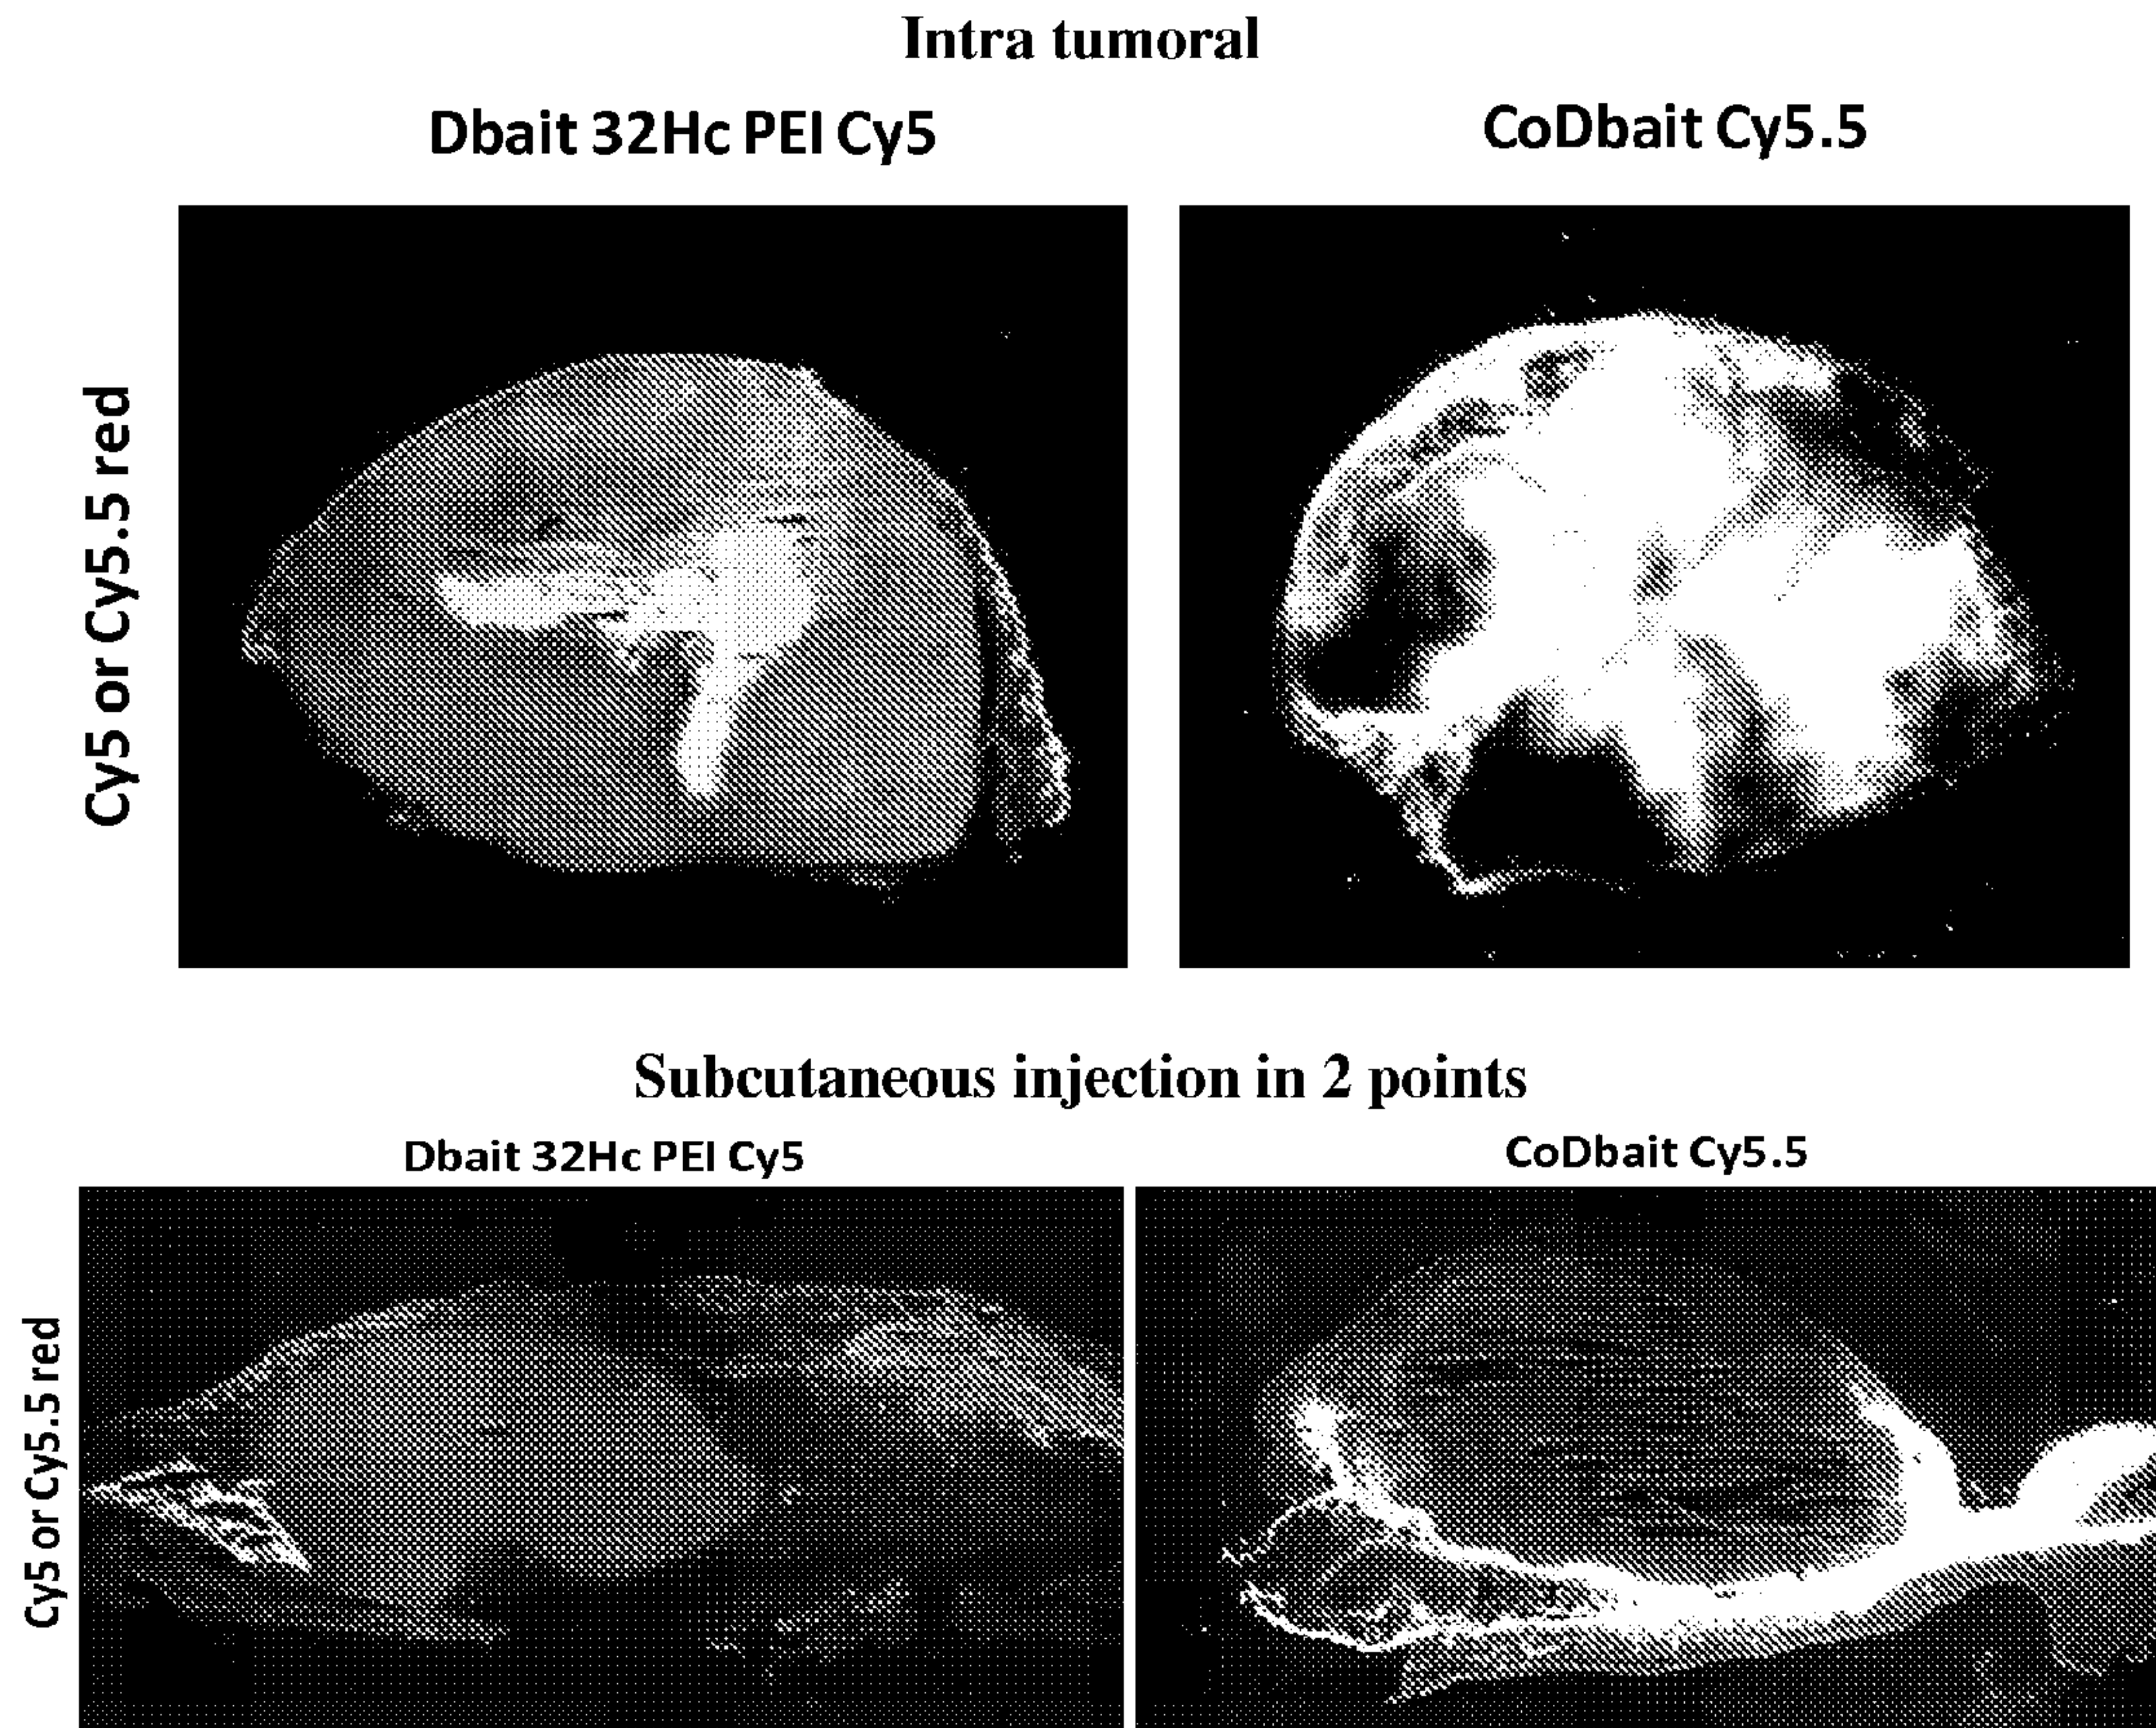 Intra tumoral
Dbait 32Hc PEI Cy5
CoDbait Cy5.5
Cy5 or Cy5.5 red
Subcutaneous injection in 2 points
Dbait 32Hc PEI Cy5
CoDbait Cy5.5
Cy5 or Cy5.5 red